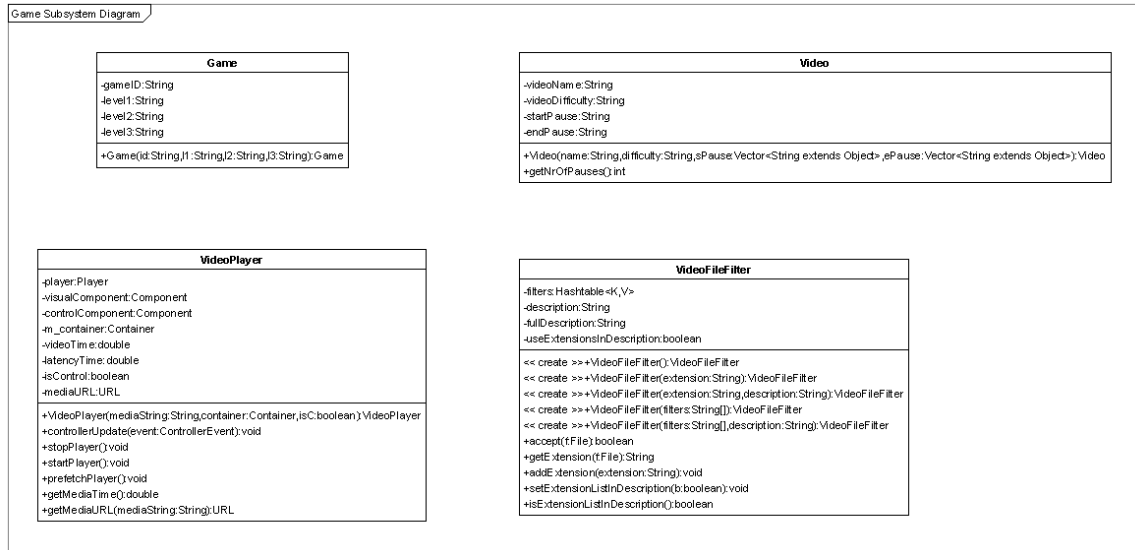 Game Subsystem Diagram
Game
-gameID:String
-level1:String
-level2:String
-level3:String
+Game(id:String,l1:String,l2:String,l3:String):Game
Video
-videoName:String
-videoDifficulty:String
-startPause:String
-endPause:String
+Video(name:String,difficulty:String,sPause:Vector<String extends Object>,ePause:Vector<String extends Object>):Video
+getNrOfPauses():int
VideoPlayer
-player:Player
-visualComponent:Component
-controlComponent:Component
-m_container:Container
-videoTime:double
-latencyTime:double
-isControl:boolean
-mediaURL:URL
+VideoPlayer(mediaString:String,container:Container,isC:boolean):VideoPlayer
+controllerUpdate(event:ControllerEvent):void
+stopPlayer():void
+startPlayer():void
+prefetchPlayer():void
+getMediaTime():double
+getMediaURL(mediaString:String):URL
VideoFileFilter
-filters:Hashtable<K,V>
-description:String
-fullDescription:String
-useExtensionsInDescription:boolean
<< create >>+VideoFileFilter():VideoFileFilter
<< create >>+VideoFileFilter(extension:String):VideoFileFilter
<< create >>+VideoFileFilter(extension:String,description:String):VideoFileFilter
<< create >>+VideoFileFilter(filters:String[]):VideoFileFilter
<< create >>+VideoFileFilter(filters:String[],description:String):VideoFileFilter
+accept(f:File):boolean
+getExtension(f:File):String
+addExtension(extension:String):void
+setExtensionListInDescription(b:boolean):void
+isExtensionListInDescription():boolean